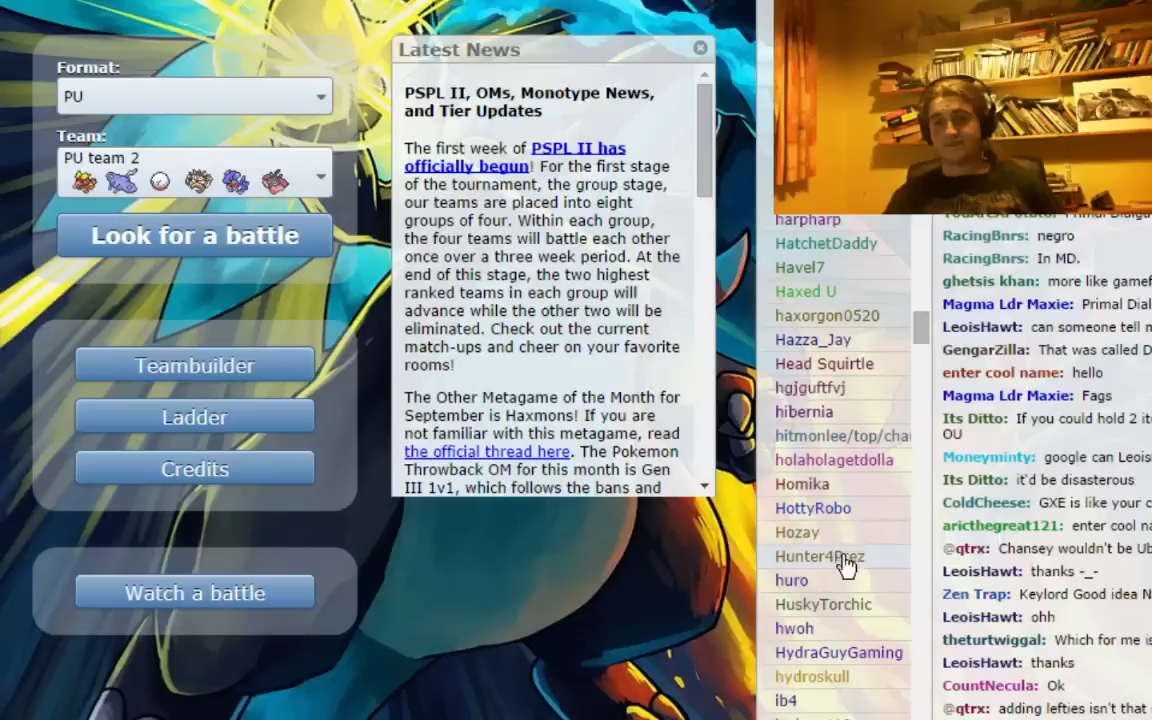 Format:
PU
Team:
PU team 2
Look for a battle
Teambuilder
Ladder
Credits
Watch a battle
Latest News
PSPL II, OMs, Monotype News,
and Tier Updates
The first week of PSPL II has
officially begun! For the first stage
of the tournament, the group stage,
our teams are placed into eight
groups of four. Within each group,
the four teams will battle each other
once over a three week period. At the
end of this stage, the two highest
ranked teams in each group will
advance while the other two will be
eliminated. Check out the current
match-ups and cheer on your favorite
rooms!
The Other Metagame of the Month for
September is Haxmons! If you are
not familiar with this metagame, read
the official thread here. The Pokemon
Throwback OM for this month is Gen
III 1v1, which follows the bans and
harpharp
HatchetDaddy
Havel7
Haxed U
haxorgon0520
Hazza_Jay
Head Squirtle
hgjguftfvj
hibernia
hitmonlee/top/cha
holaholagetdolla
Homika
HottyRobo
Hozay
Hunter4Prez
huro
HuskyTorchic
hwoh
HydraGuyGaming
hydroskull
ib4
RacingBnrs: negro
RacingBnrs: In MD.
ghetsis khan: more like gamef
Magma Ldr Maxie: Primal Dial
LeoisHawt: can someone tell m
GengarZilla: That was called D
enter cool name: hello
Magma Ldr Maxie: Fags
Its Ditto: If you could hold 2 it
OU
Moneyminty: google can Leois
Its Ditto: it'd be disasterous
ColdCheese: GXE is like your c
aricthegreat121: enter cool na
@qtrx: Chansey wouldn't be Ub
LeoisHawt: thanks -_-
Zen Trap: Keylord Good idea N
LeoisHawt: ohh
theturtwiggal: Which for me is
LeoisHawt: thanks
CountNecula: Ok
@qtrx: adding lefties isn't that